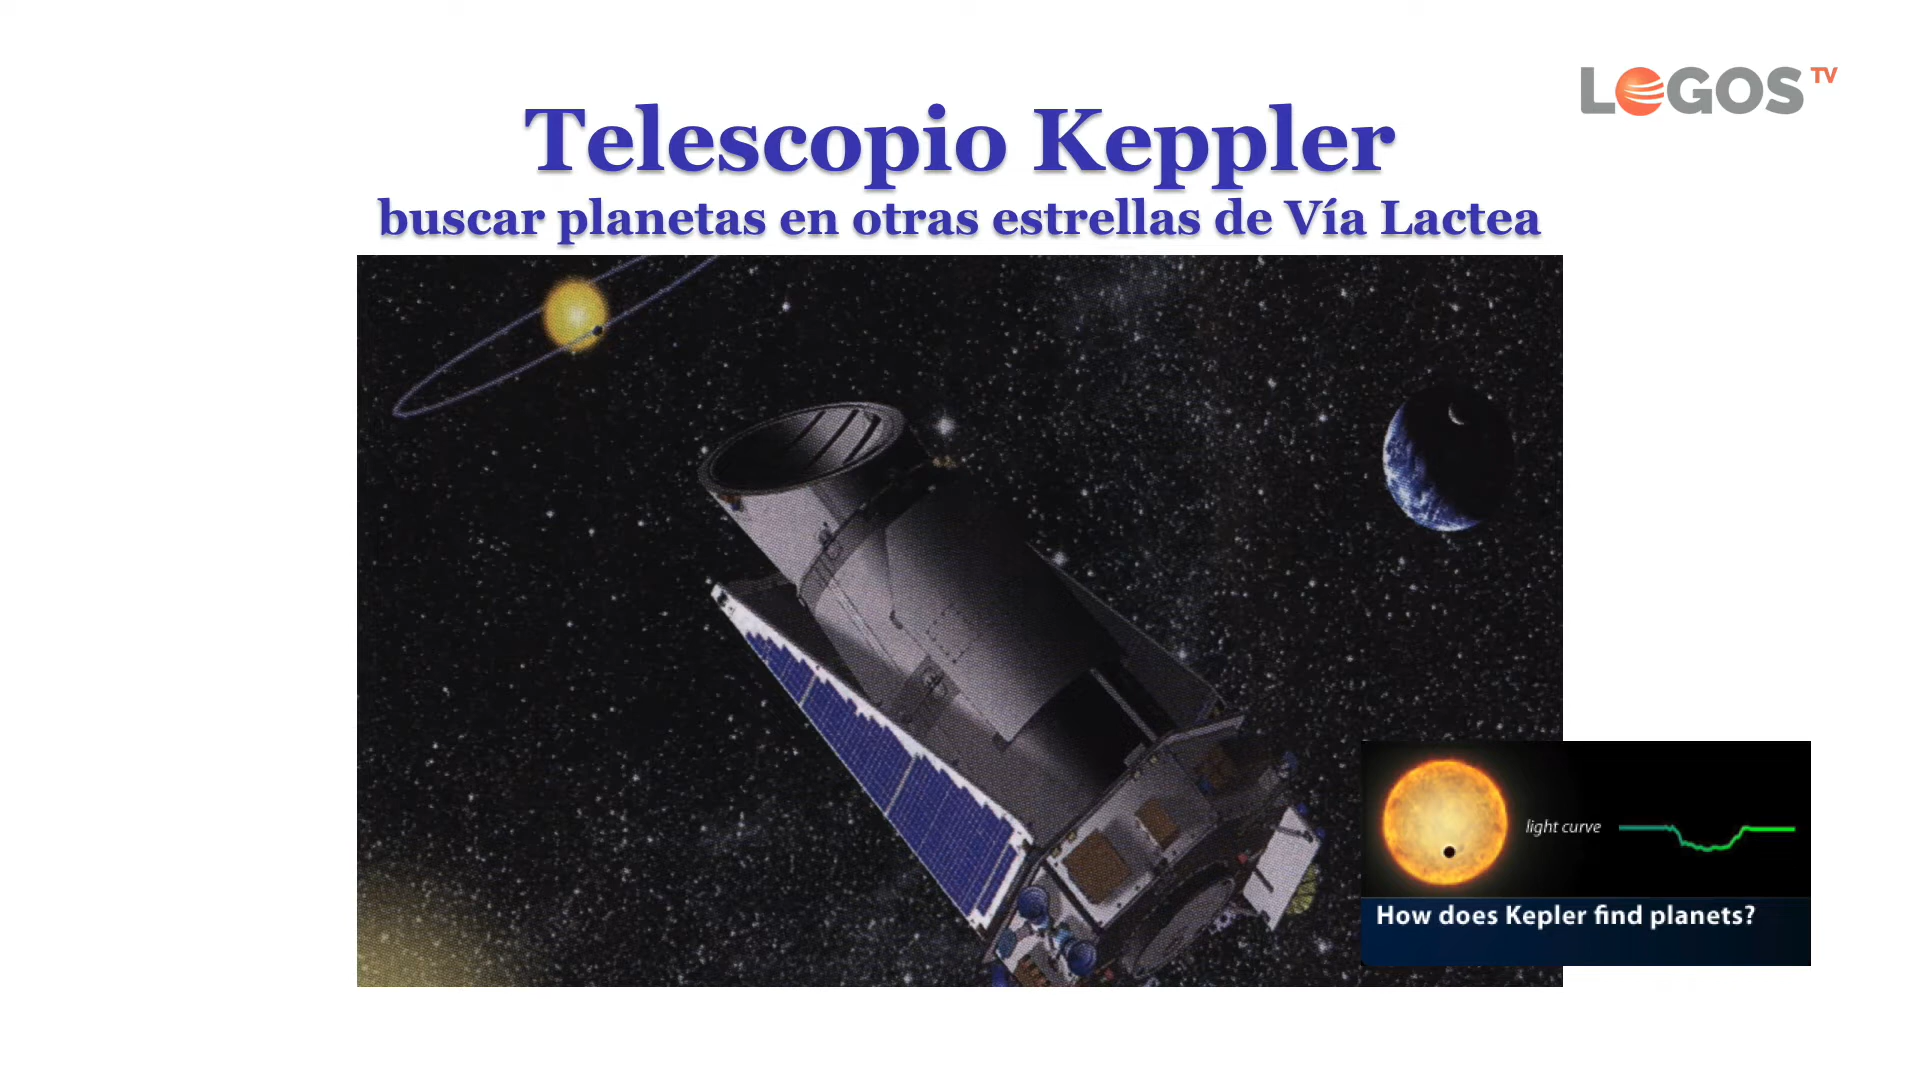 LOGOS TV
Telescopio Keppler
buscar planetas en otras estrellas de Vía Lactea
light curve
How does Kepler find planets?